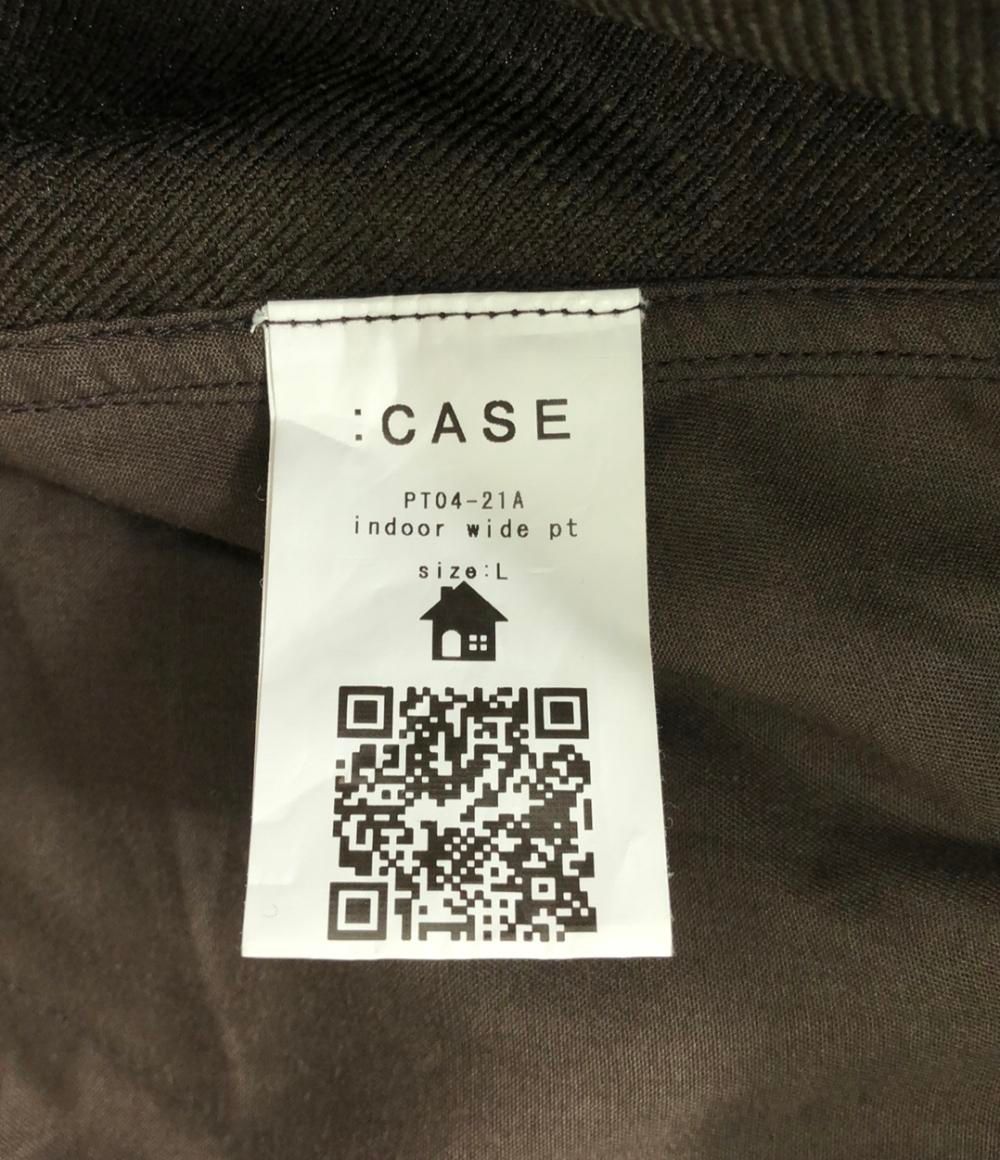 :CASE
PT04-21A
indoor wide pt
size:L